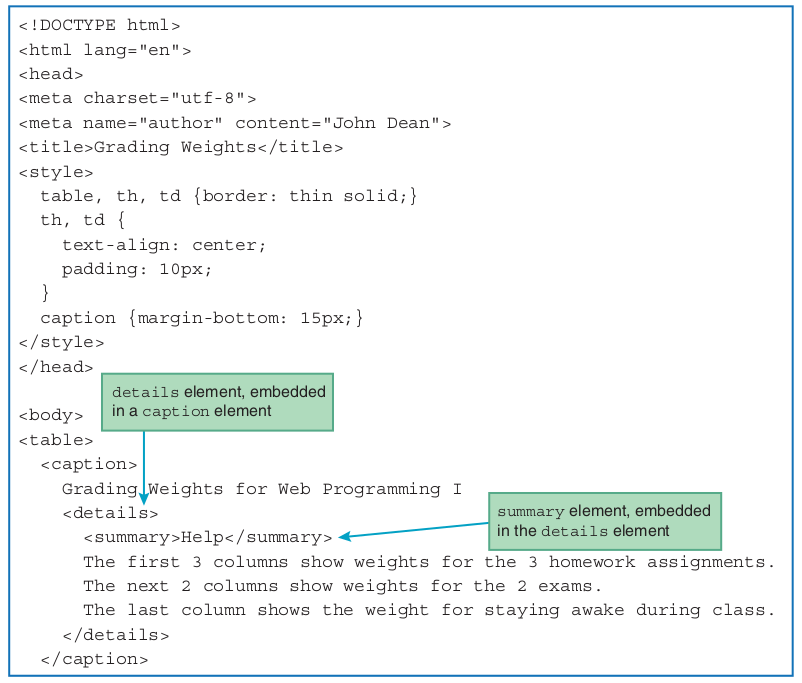 <!DOCTYPE html>
<html lang="en">
<head>
<meta charset="utf-8">
<meta name="author" content="John Dean">
<title>Grading Weights</title>
<style>
  table, th, td {border: thin solid;}
  th, td {
    text-align: center;
    padding: 10px;
  }
  caption {margin-bottom: 15px;}
</style>
</head>
details element, embedded
in a caption element
<body>
<table>
  <caption>
    Grading Weights for Web Programming I
    <details>
summary element, embedded
in the details element
      <summary>Help</summary>
      The first 3 columns show weights for the 3 homework assignments.
      The next 2 columns show weights for the 2 exams.
      The last column shows the weight for staying awake during class.
    </details>
  </caption>